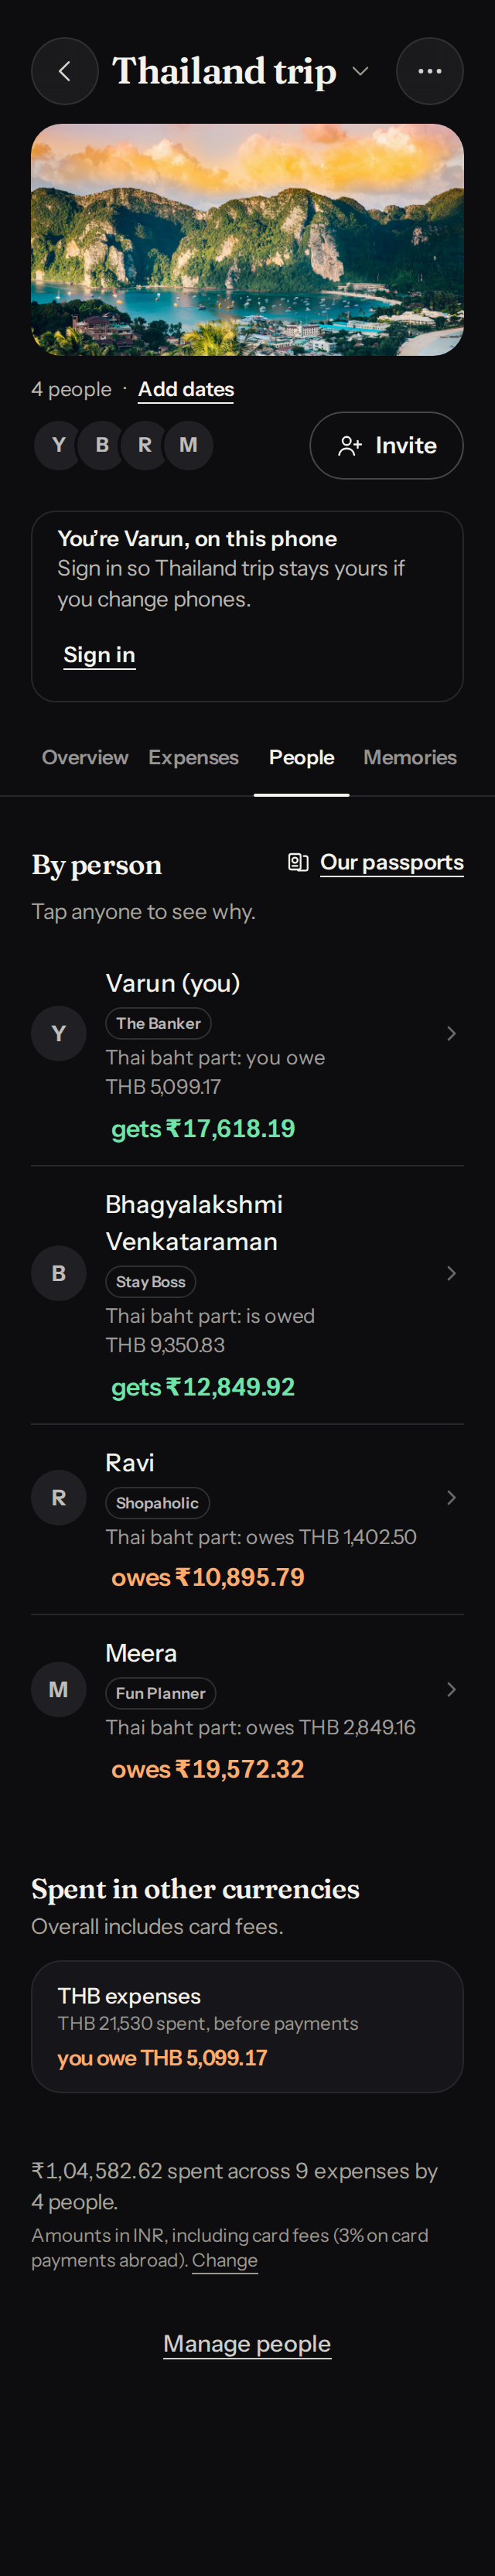 Thailand trip
4 people · Add dates
Y B R M
Invite
You're Varun, on this phone
Sign in so Thailand trip stays yours if
you change phones.
Sign in
Overview Expenses People Memories
By person
Our passports
Tap anyone to see why.
Y
Varun (you)
The Banker
Thai baht part: you owe
THB 5,099.17
gets ₹17,618.19
B
Bhagyalakshmi
Venkataraman
Stay Boss
Thai baht part: is owed
THB 9,350.83
gets ₹12,849.92
R
Ravi
Shopaholic
Thai baht part: owes THB 1,402.50
owes ₹10,895.79
M
Meera
Fun Planner
Thai baht part: owes THB 2,849.16
owes ₹19,572.32
Spent in other currencies
Overall includes card fees.
THB expenses
THB 21,530 spent, before payments
you owe THB 5,099.17
₹1,04,582.62 spent across 9 expenses by
4 people.
Amounts in INR, including card fees (3% on card
payments abroad). Change
Manage people